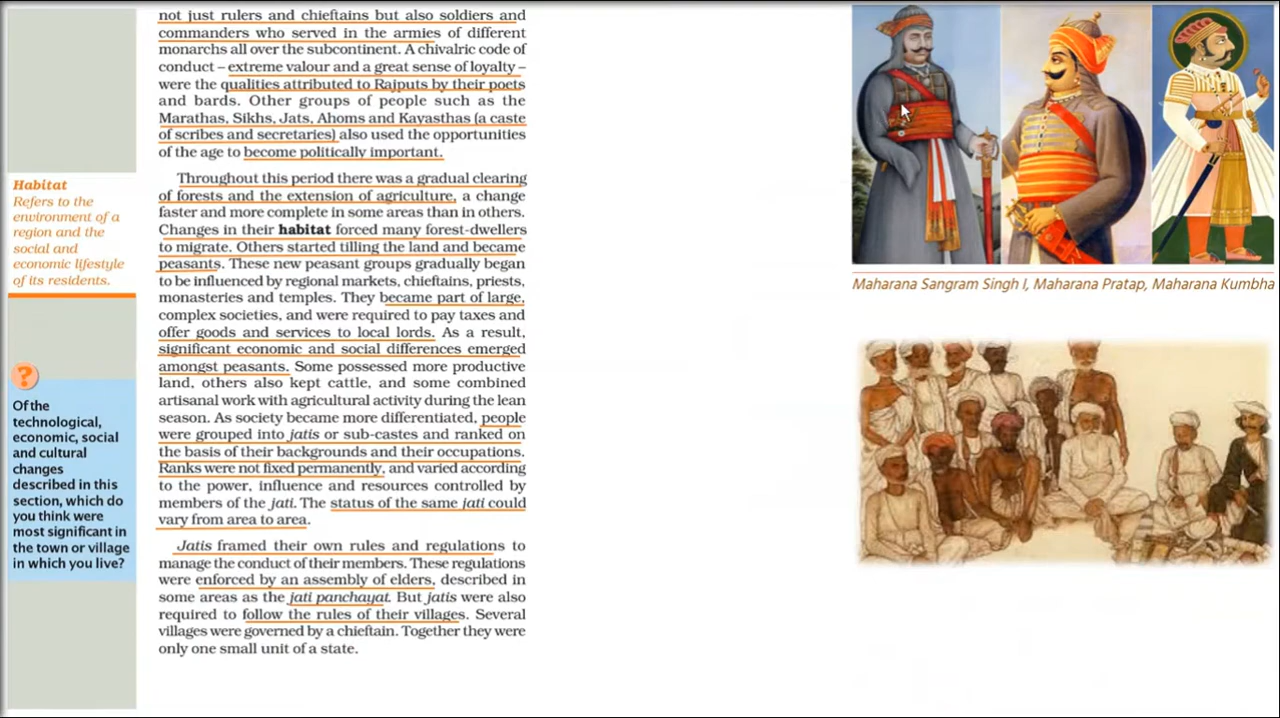 not just rulers and chieftains but also soldiers and
commanders who served in the armies of different
monarchs all over the subcontinent. A chivalric code of
conduct – extreme valour and a great sense of loyalty –
were the qualities attributed to Rajputs by their poets
and bards. Other groups of people such as the
Marathas, Sikhs, Jats, Ahoms and Kayasthas (a caste
of scribes and secretaries) also used the opportunities
of the age to become politically important.
Throughout this period there was a gradual clearing
of forests and the extension of agriculture, a change
faster and more complete in some areas than in others.
Changes in their habitat forced many forest-dwellers
to migrate. Others started tilling the land and became
peasants. These new peasant groups gradually began
to be influenced by regional markets, chieftains, priests,
monasteries and temples. They became part of large,
complex societies, and were required to pay taxes and
offer goods and services to local lords. As a result,
significant economic and social differences emerged
amongst peasants. Some possessed more productive
land, others also kept cattle, and some combined
artisanal work with agricultural activity during the lean
season. As society became more differentiated, people
were grouped into jatis or sub-castes and ranked on
the basis of their backgrounds and their occupations.
Ranks were not fixed permanently, and varied according
to the power, influence and resources controlled by
members of the jati. The status of the same jati could
vary from area to area.
Jatis framed their own rules and regulations to
manage the conduct of their members. These regulations
were enforced by an assembly of elders, described in
some areas as the jati panchayat. But jatis were also
required to follow the rules of their villages. Several
villages were governed by a chieftain. Together they were
only one small unit of a state.
Habitat
Refers to the
environment of a
region and the
social and
economic lifestyle
of its residents.
?
Of the
technological,
economic, social
and cultural
changes
described in this
section, which do
you think were
most significant in
the town or village
in which you live?
Maharana Sangram Singh I, Maharana Pratap, Maharana Kumbha